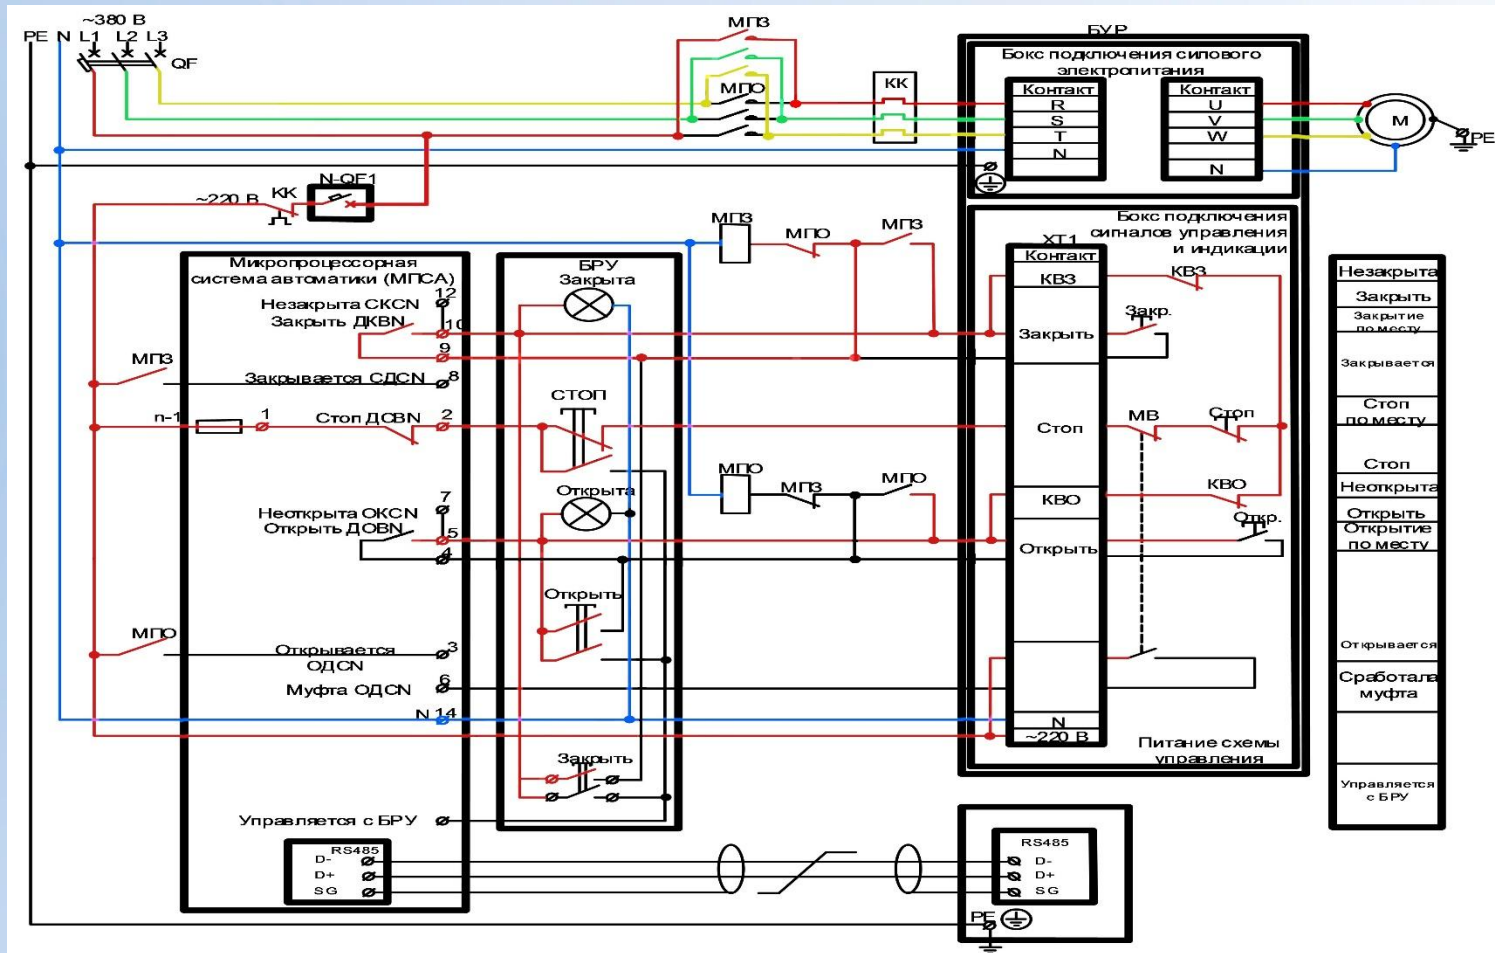 ~380 В
PE N L1 L2 L3
QF
МПЗ
МПО
КК
БУР
Бокс подключения силового
электропитания
Контакт
R
S
T
N
Контакт
U
V
W
N
М
PE
~220 В
КК
N-QF1
МПЗ
МПО
МПЗ
Бокс подключения
сигналов управления
и индикации
ХТ1
Контакт
КВЗ
Закрыть
Стоп
КВО
Открыть
N
~220 В
КВЗ
Закр.
МВ
Стоп
КВО
Откр.
Питание схемы
управления
Микропроцессорная
система автоматики (МПСА)
12
Незакрыта СКСN
Закрыть ДКВN
10
9
МПЗ
Закрывается СДСN
8
n-1
1
Стоп ДСВN
2
7
Неоткрыта ОКСN
Открыть ДОВN
5
4
МПО
Открывается
ОДСN
3
6
Муфта ОДСN
N 14
Управляется с БРУ
БРУ
Закрыта
СТОП
Открыта
Открыть
Закрыть
МПО
МПЗ
МПО
RS485
D-
D+
SG
RS485
D-
D+
SG
PE
Незакрыта
Закрыть
Закрытие
по месту
Закрывается
Стоп
по месту
Стоп
Неоткрыта
Открыть
Открытие
по месту
Открывается
Сработала
муфта
Управляется
с БРУ